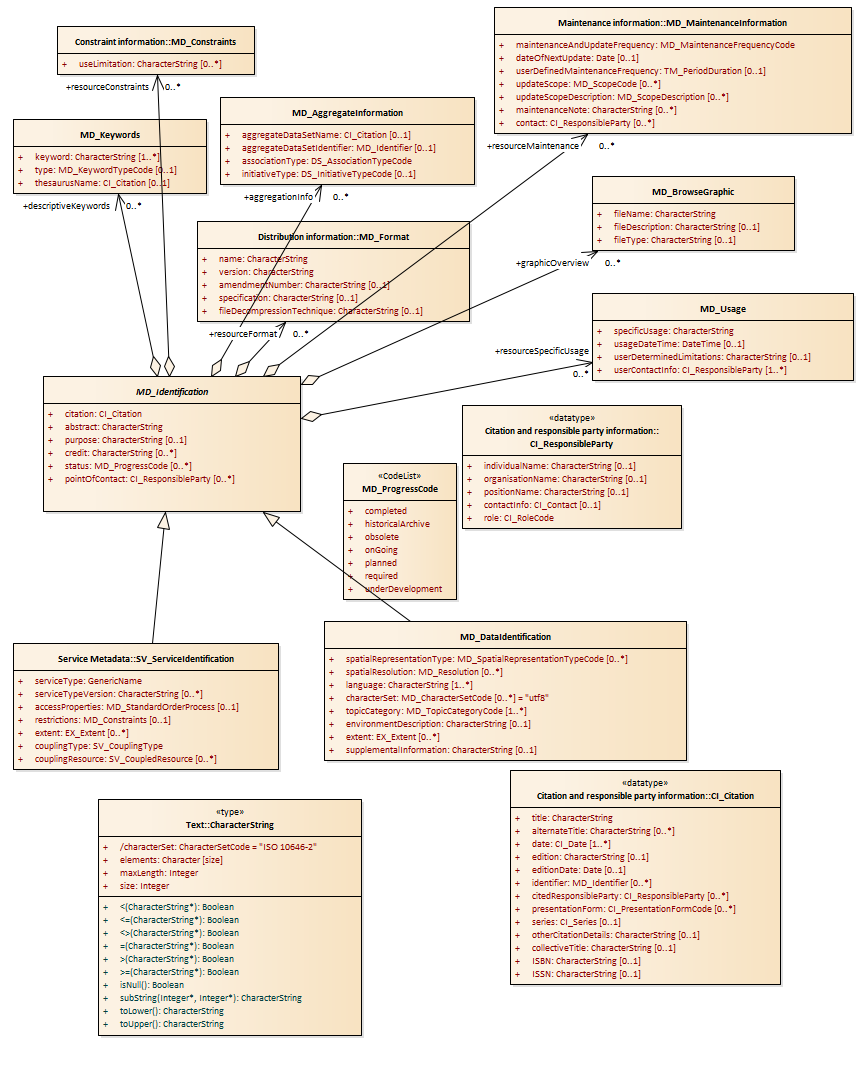 Constraint information::MD_Constraints
+ useLimitation: CharacterString [0..*]
+resourceConstraints 0..*
Maintenance information::MD_MaintenanceInformation
+ maintenanceAndUpdateFrequency: MD_MaintenanceFrequencyCode
+ dateOfNextUpdate: Date [0..1]
+ userDefinedMaintenanceFrequency: TM_PeriodDuration [0..1]
+ updateScope: MD_ScopeCode [0..*]
+ updateScopeDescription: MD_ScopeDescription [0..*]
+ maintenanceNote: CharacterString [0..*]
+ contact: CI_ResponsibleParty [0..*]
+resourceMaintenance 0..*
MD_AggregateInformation
+ aggregateDataSetName: CI_Citation [0..1]
+ aggregateDataSetIdentifier: MD_Identifier [0..1]
+ associationType: DS_AssociationTypeCode
+ initiativeType: DS_InitiativeTypeCode [0..1]
+aggregationInfo 0..*
MD_Keywords
+ keyword: CharacterString [1..*]
+ type: MD_KeywordTypeCode [0..1]
+ thesaurusName: CI_Citation [0..1]
+descriptiveKeywords 0..*
MD_BrowseGraphic
+ fileName: CharacterString
+ fileDescription: CharacterString [0..1]
+ fileType: CharacterString [0..1]
+graphicOverview 0..*
Distribution information::MD_Format
+ name: CharacterString
+ version: CharacterString
+ amendmentNumber: CharacterString [0..1]
+ specification: CharacterString [0..1]
+ fileDecompressionTechnique: CharacterString [0..1]
+resourceFormat 0..*
MD_Usage
+ specificUsage: CharacterString
+ usageDateTime: DateTime [0..1]
+ userDeterminedLimitations: CharacterString [0..1]
+ userContactInfo: CI_ResponsibleParty [1..*]
+resourceSpecificUsage
0..*
MD_Identification
+ citation: CI_Citation
+ abstract: CharacterString
+ purpose: CharacterString [0..1]
+ credit: CharacterString [0..*]
+ status: MD_ProgressCode [0..*]
+ pointOfContact: CI_ResponsibleParty [0..*]
«datatype»
Citation and responsible party information::
CI_ResponsibleParty
+ individualName: CharacterString [0..1]
+ organisationName: CharacterString [0..1]
+ positionName: CharacterString [0..1]
+ contactInfo: CI_Contact [0..1]
+ role: CI_RoleCode
«CodeList»
MD_ProgressCode
+ completed
+ historicalArchive
+ obsolete
+ onGoing
+ planned
+ required
+ underDevelopment
Service Metadata::SV_ServiceIdentification
+ serviceType: GenericName
+ serviceTypeVersion: CharacterString [0..*]
+ accessProperties: MD_StandardOrderProcess [0..1]
+ restrictions: MD_Constraints [0..1]
+ extent: EX_Extent [0..*]
+ couplingType: SV_CouplingType
+ couplingResource: SV_CoupledResource [0..*]
MD_DataIdentification
+ spatialRepresentationType: MD_SpatialRepresentationTypeCode [0..*]
+ spatialResolution: MD_Resolution [0..*]
+ language: CharacterString [1..*]
+ characterSet: MD_CharacterSetCode [0..*] = "utf8"
+ topicCategory: MD_TopicCategoryCode [1..*]
+ environmentDescription: CharacterString [0..1]
+ extent: EX_Extent [0..*]
+ supplementalInformation: CharacterString [0..1]
«type»
Text::CharacterString
+ /characterSet: CharacterSetCode = "ISO 10646-2"
+ elements: Character [size]
+ maxLength: Integer
+ size: Integer
+ <(CharacterString*): Boolean
+ <=(CharacterString*): Boolean
+ <>(CharacterString*): Boolean
+ =(CharacterString*): Boolean
+ >(CharacterString*): Boolean
+ >=(CharacterString*): Boolean
+ isNull(): Boolean
+ subString(Integer*, Integer*): CharacterString
+ toLower(): CharacterString
+ toUpper(): CharacterString
«datatype»
Citation and responsible party information::CI_Citation
+ title: CharacterString
+ alternateTitle: CharacterString [0..*]
+ date: CI_Date [1..*]
+ edition: CharacterString [0..1]
+ editionDate: Date [0..1]
+ identifier: MD_Identifier [0..*]
+ citedResponsibleParty: CI_ResponsibleParty [0..*]
+ presentationForm: CI_PresentationFormCode [0..*]
+ series: CI_Series [0..1]
+ otherCitationDetails: CharacterString [0..1]
+ collectiveTitle: CharacterString [0..1]
+ ISBN: CharacterString [0..1]
+ ISSN: CharacterString [0..1]